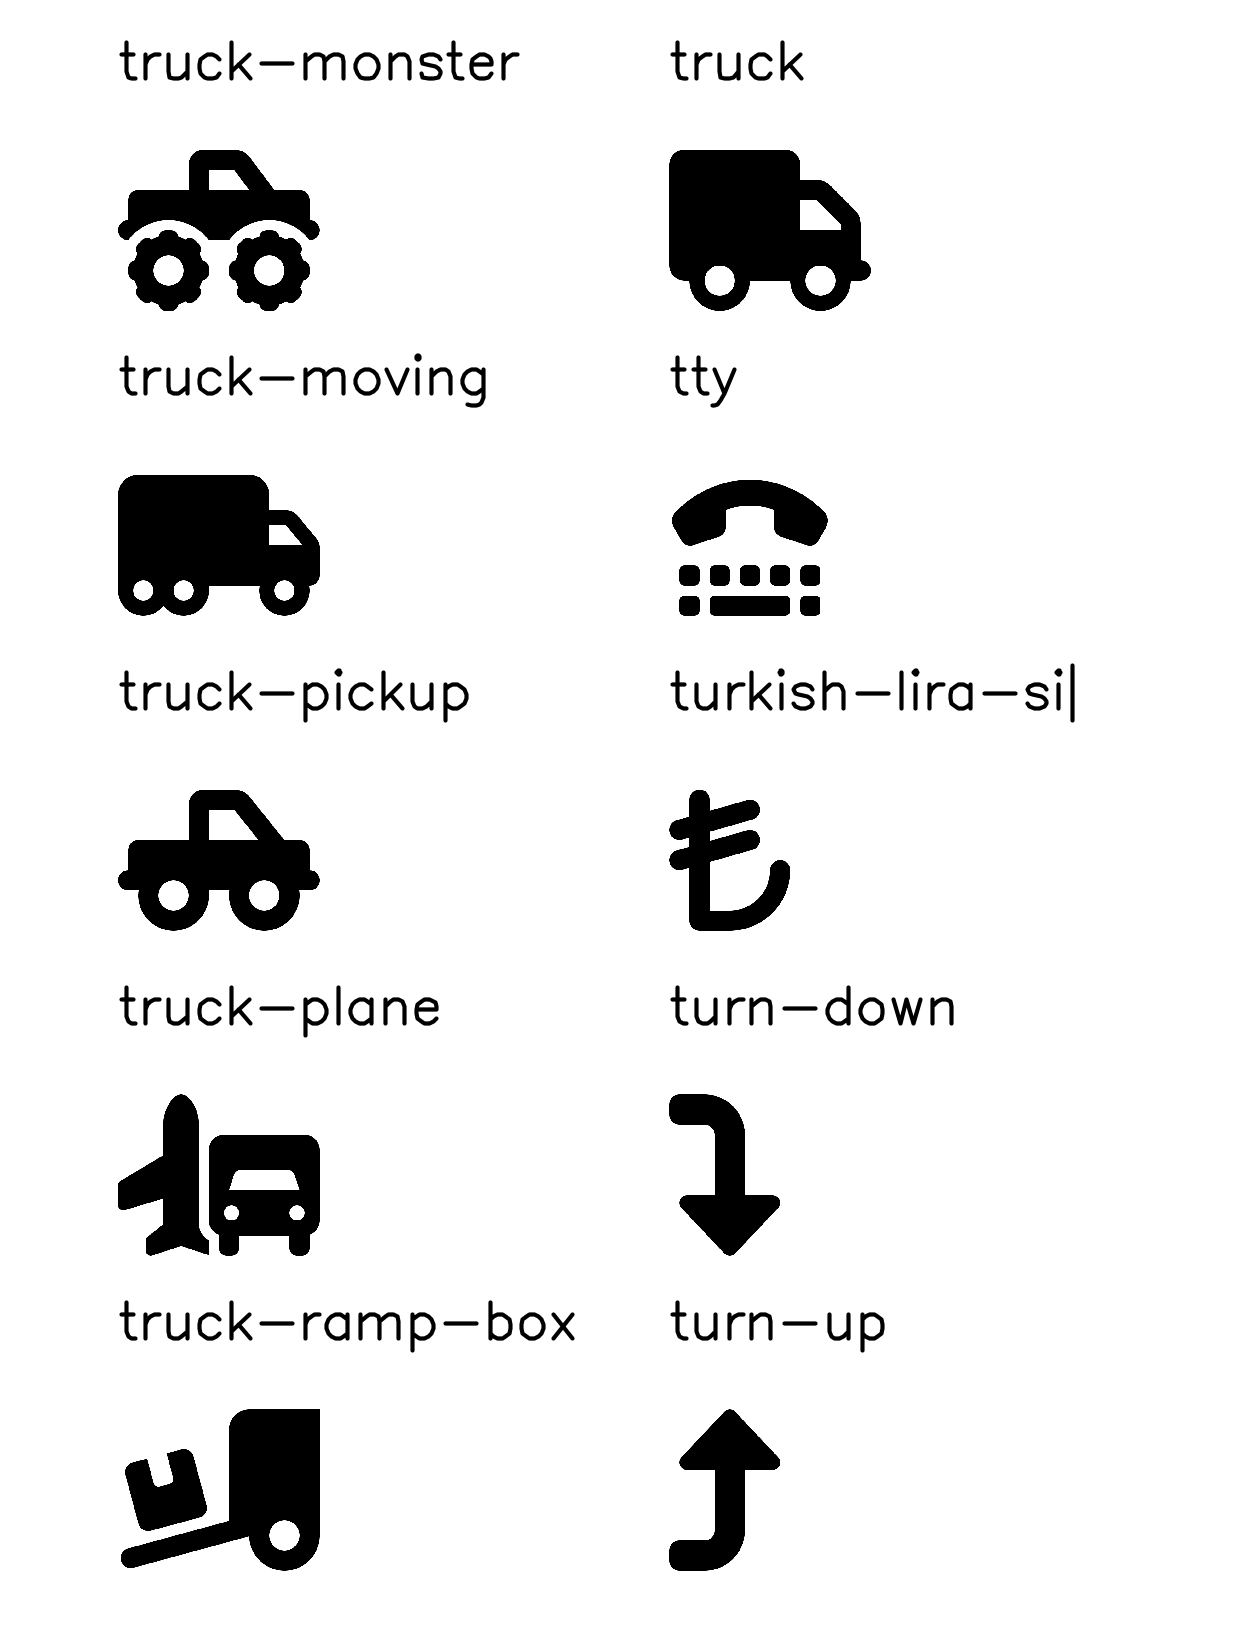 truck-monster
truck
truck-moving
tty
truck-pickup
turkish-lira-si|
truck-plane
turn-down
truck-ramp-box
turn-up